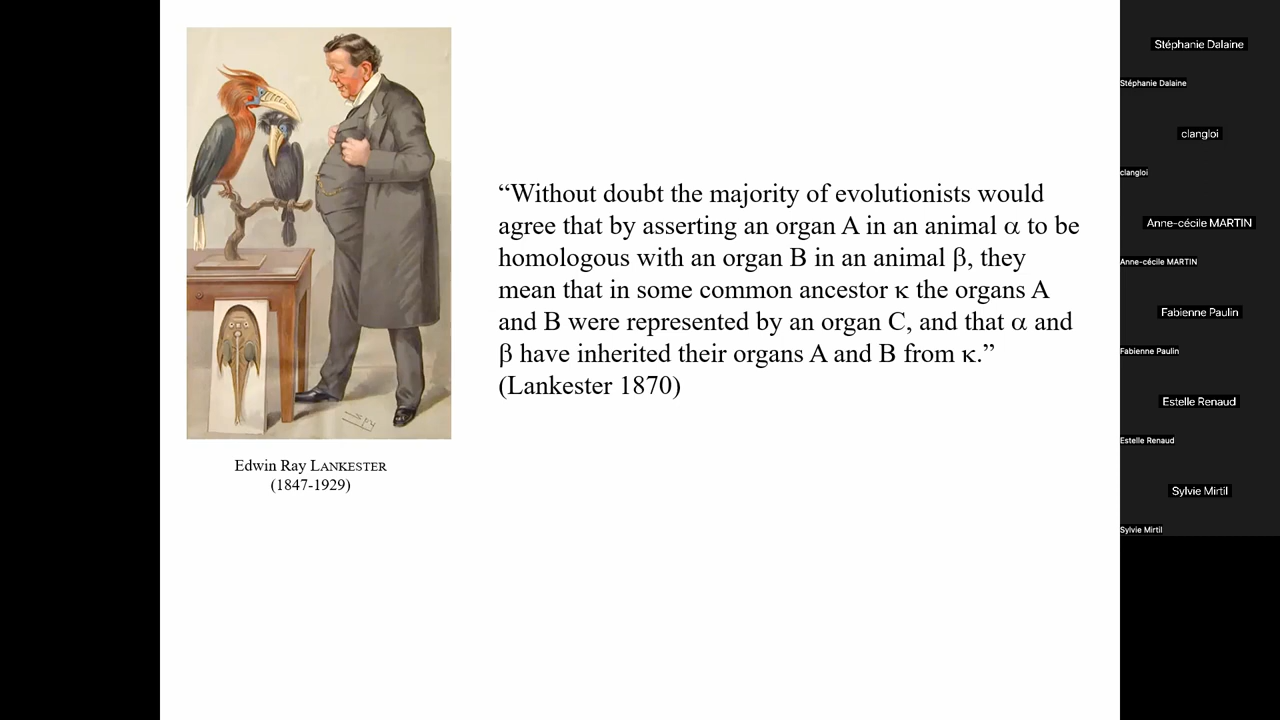 “Without doubt the majority of evolutionists would
agree that by asserting an organ A in an animal α to be
homologous with an organ B in an animal β, they
mean that in some common ancestor κ the organs A
and B were represented by an organ C, and that α and
β have inherited their organs A and B from κ.”
(Lankester 1870)
Spy
Edwin Ray LANKESTER
(1847-1929)
Stéphanie Dalaine
Stéphanie Dalaine
clangloi
clangloi
Anne-cécile MARTIN
Anne-cécile MARTIN
Fabienne Paulin
Fabienne Paulin
Estelle Renaud
Estelle Renaud
Sylvie Mirtil
Sylvie Mirtil